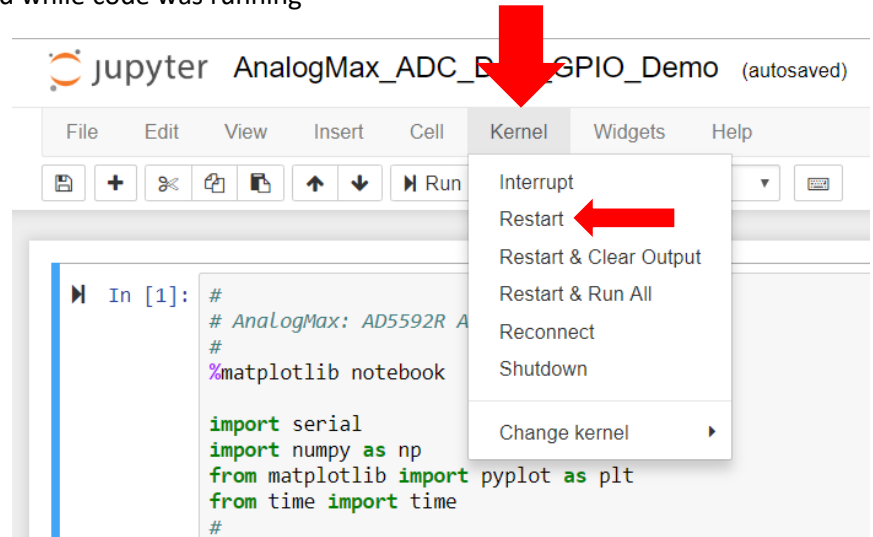 d while code was running
jupyter AnalogMax_ADC_ GPIO_Demo (autosaved)
File Edit View Insert Cell Kernel Widgets Help
Run
Interrupt
Restart
Restart & Clear Output
Restart & Run All
Reconnect
Shutdown
Change kernel
In [1]: #
# AnalogMax: AD5592R A
#
%matplotlib notebook
import serial
import numpy as np
from matplotlib import pyplot as plt
from time import time
#